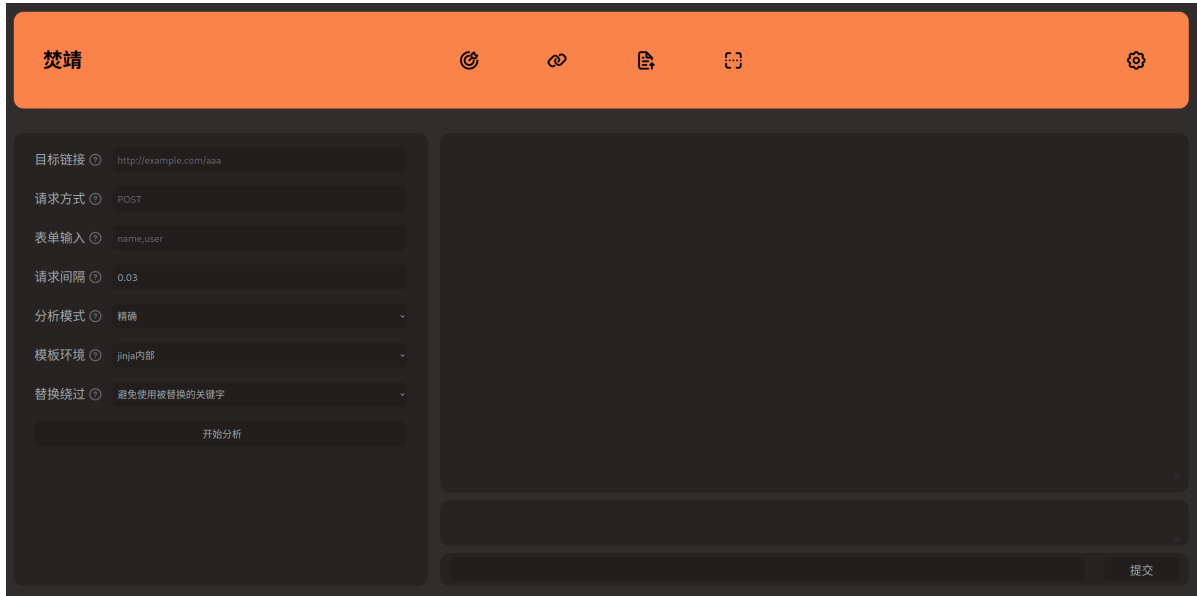 焚靖
目标链接 http://example.com/aaa
请求方式 POST
表单输入 name,user
请求间隔 0.03
分析模式 精确
模板环境 jinja内部
替换绕过 避免使用被替换的关键字
开始分析
提交